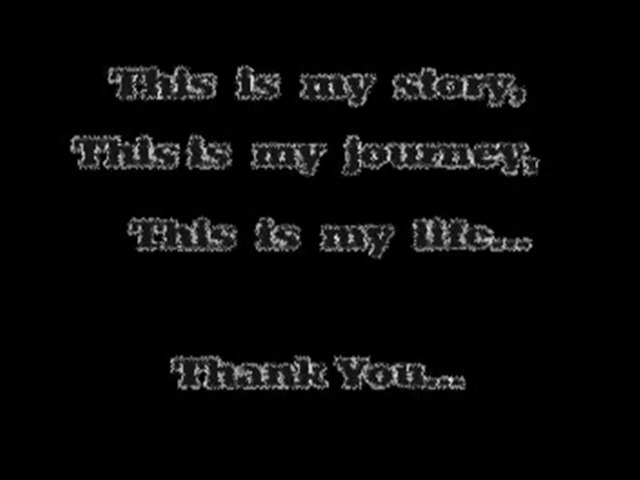 This is my story,
This is my journey,
This is my life...
Thank You...